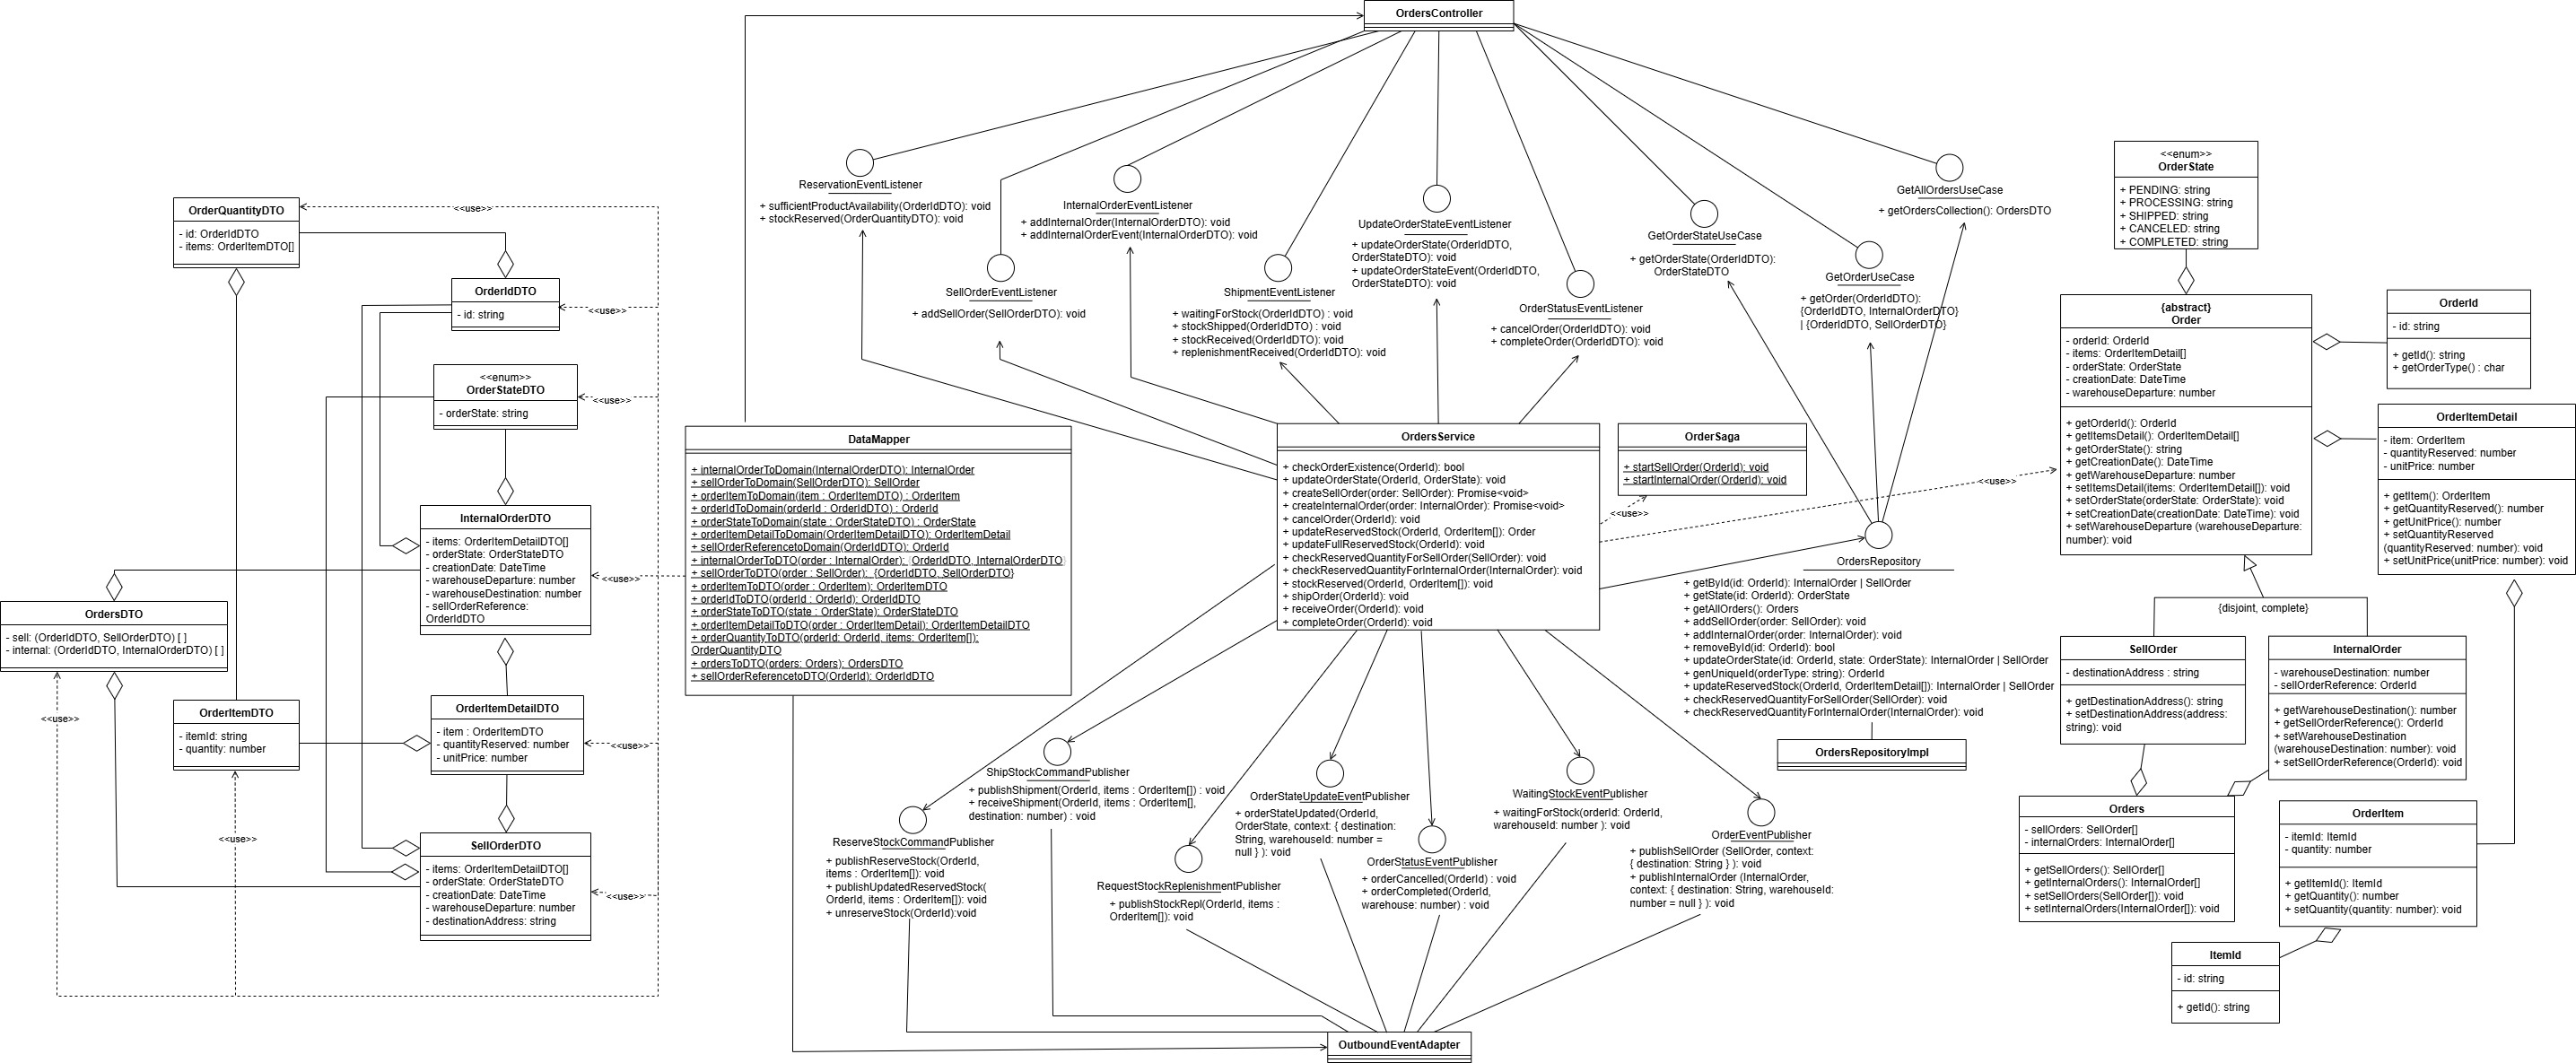 OrdersController
ReservationEventListener
+ sufficientProductAvailability(OrderIdDTO): void
+ stockReserved(OrderQuantityDTO): void
InternalOrderEventListener
+ addInternalOrder(InternalOrderDTO): void
+ addInternalOrderEvent(InternalOrderDTO): void
SellOrderEventListener
+ addSellOrder(SellOrderDTO): void
ShipmentEventListener
+ waitingForStock(OrderIdDTO) : void
+ stockShipped(OrderIdDTO) : void
+ stockReceived(OrderIdDTO): void
+ replenishmentReceived(OrderIdDTO): void
UpdateOrderStateEventListener
+ updateOrderState(OrderIdDTO,
OrderStateDTO): void
+ updateOrderStateEvent(OrderIdDTO,
OrderStateDTO): void
OrderStatusEventListener
+ cancelOrder(OrderIdDTO): void
+ completeOrder(OrderIdDTO): void
GetOrderStateUseCase
+ getOrderState(OrderIdDTO):
OrderStateDTO
GetOrderUseCase
+ getOrder(OrderIdDTO):
{OrderIdDTO, InternalOrderDTO}
| {OrderIdDTO, SellOrderDTO}
GetAllOrdersUseCase
+ getOrdersCollection(): OrdersDTO
<<enum>>
OrderState
+ PENDING: string
+ PROCESSING: string
+ SHIPPED: string
+ CANCELED: string
+ COMPLETED: string
OrderQuantityDTO
- id: OrderIdDTO
- items: OrderItemDTO[]
<<use>>
OrderIdDTO
- id: string
<<use>>
<<enum>>
OrderStateDTO
- orderState: string
<<use>>
InternalOrderDTO
- items: OrderItemDetailDTO[]
- orderState: OrderStateDTO
- creationDate: DateTime
- warehouseDeparture: number
- warehouseDestination: number
- sellOrderReference:
OrderIdDTO
<<use>>
OrdersDTO
- sell: (OrderIdDTO, SellOrderDTO) [ ]
- internal: (OrderIdDTO, InternalOrderDTO) [ ]
<<use>>
OrderItemDTO
- itemId: string
- quantity: number
<<use>>
OrderItemDetailDTO
- item : OrderItemDTO
- quantityReserved: number
- unitPrice: number
<<use>>
SellOrderDTO
- items: OrderItemDetailDTO[]
- orderState: OrderStateDTO
- creationDate: DateTime
- warehouseDeparture: number
- destinationAddress: string
<<use>>
DataMapper
+ internalOrderToDomain(InternalOrderDTO): InternalOrder
+ sellOrderToDomain(SellOrderDTO): SellOrder
+ orderItemToDomain(item : OrderItemDTO) : OrderItem
+ orderIdToDomain(orderId : OrderIdDTO) : OrderId
+ orderStateToDomain(state : OrderStateDTO) : OrderState
+ orderItemDetailToDomain(OrderItemDetailDTO): OrderItemDetail
+ sellOrderReferencetoDomain(OrderIdDTO): OrderId
+ internalOrderToDTO(order : InternalOrder): {OrderIdDTO, InternalOrderDTO}
+ sellOrderToDTO(order : SellOrder): {OrderIdDTO, SellOrderDTO}
+ orderItemToDTO(order : OrderItem): OrderItemDTO
+ orderIdToDTO(orderId : OrderId): OrderIdDTO
+ orderStateToDTO(state : OrderState): OrderStateDTO
+ orderItemDetailToDTO(order : OrderItemDetail): OrderItemDetailDTO
+ orderQuantityToDTO(orderId: OrderId, items: OrderItem[]):
OrderQuantityDTO
+ ordersToDTO(orders: Orders): OrdersDTO
+ sellOrderReferencetoDTO(OrderId): OrderIdDTO
OrdersService
+ checkOrderExistence(OrderId): bool
+ updateOrderState(OrderId, OrderState): void
+ createSellOrder(order: SellOrder): Promise<void>
+ createInternalOrder(order: InternalOrder): Promise<void>
+ cancelOrder(OrderId): void
+ updateReservedStock(OrderId, OrderItem[]): Order
+ updateFullReservedStock(OrderId): void
+ checkReservedQuantityForSellOrder(SellOrder): void
+ checkReservedQuantityForInternalOrder(InternalOrder): void
+ stockReserved(OrderId, OrderItem[]): void
+ shipOrder(OrderId): void
+ receiveOrder(OrderId): void
+ completeOrder(OrderId): void
OrderSaga
+ startSellOrder(OrderId): void
+ startInternalOrder(OrderId): void
<<use>>
<<use>>
OrdersRepository
+ getById(id: OrderId): InternalOrder | SellOrder
+ getState(id: OrderId): OrderState
+ getAllOrders(): Orders
+ addSellOrder(order: SellOrder): void
+ addInternalOrder(order: InternalOrder): void
+ removeById(id: OrderId): bool
+ updateOrderState(id: OrderId, state: OrderState): InternalOrder | SellOrder
+ genUniqueId(orderType: string): OrderId
+ updateReservedStock(OrderId, OrderItemDetail[]): InternalOrder | SellOrder
+ checkReservedQuantityForSellOrder(SellOrder): void
+ checkReservedQuantityForInternalOrder(InternalOrder): void
OrdersRepositoryImpl
ReserveStockCommandPublisher
+ publishReserveStock(OrderId,
items : OrderItem[]): void
+ publishUpdatedReservedStock(
OrderId, items : OrderItem[]): void
+ unreserveStock(OrderId):void
ShipStockCommandPublisher
+ publishShipment(OrderId, items : OrderItem[]) : void
+ receiveShipment(OrderId, items : OrderItem[],
destination: number) : void
RequestStockReplenishmentPublisher
+ publishStockRepl(OrderId, items :
OrderItem[]): void
OrderStateUpdateEventPublisher
+ orderStateUpdated(OrderId,
OrderState, context: { destination:
String, warehouseId: number =
null } ): void
OrderStatusEventPublisher
+ orderCancelled(OrderId) : void
+ orderCompleted(OrderId,
warehouse: number) : void
WaitingStockEventPublisher
+ waitingForStock(orderId: OrderId,
warehouseId: number ): void
OrderEventPublisher
+ publishSellOrder (SellOrder, context:
{ destination: String } ): void
+ publishInternalOrder (InternalOrder,
context: { destination: String, warehouseId:
number = null } ): void
OutboundEventAdapter
{abstract}
Order
- orderId: OrderId
- items: OrderItemDetail[]
- orderState: OrderState
- creationDate: DateTime
- warehouseDeparture: number
+ getOrderId(): OrderId
+ getItemsDetail(): OrderItemDetail[]
+ getOrderState(): string
+ getCreationDate(): DateTime
+ getWarehouseDeparture: number
+ setItemsDetail(items: OrderItemDetail[]): void
+ setOrderState(orderState: OrderState): void
+ setCreationDate(creationDate: DateTime): void
+ setWarehouseDeparture (warehouseDeparture:
number): void
OrderId
- id: string
+ getId(): string
+ getOrderType() : char
OrderItemDetail
- item: OrderItem
- quantityReserved: number
- unitPrice: number
+ getItem(): OrderItem
+ getQuantityReserved(): number
+ getUnitPrice(): number
+ setQuantityReserved
(quantityReserved: number): void
+ setUnitPrice(unitPrice: number): void
{disjoint, complete}
SellOrder
- destinationAddress : string
+ getDestinationAddress(): string
+ setDestinationAddress(address:
string): void
InternalOrder
- warehouseDestination: number
- sellOrderReference: OrderId
+ getWarehouseDestination(): number
+ getSellOrderReference(): OrderId
+ setWarehouseDestination
(warehouseDestination: number): void
+ setSellOrderReference(OrderId): void
Orders
- sellOrders: SellOrder[]
- internalOrders: InternalOrder[]
+ getSellOrders(): SellOrder[]
+ getInternalOrders(): InternalOrder[]
+ setSellOrders(SellOrder[]): void
+ setInternalOrders(InternalOrder[]): void
OrderItem
- itemId: ItemId
- quantity: number
+ getItemId(): ItemId
+ getQuantity(): number
+ setQuantity(quantity: number): void
ItemId
- id: string
+ getId(): string